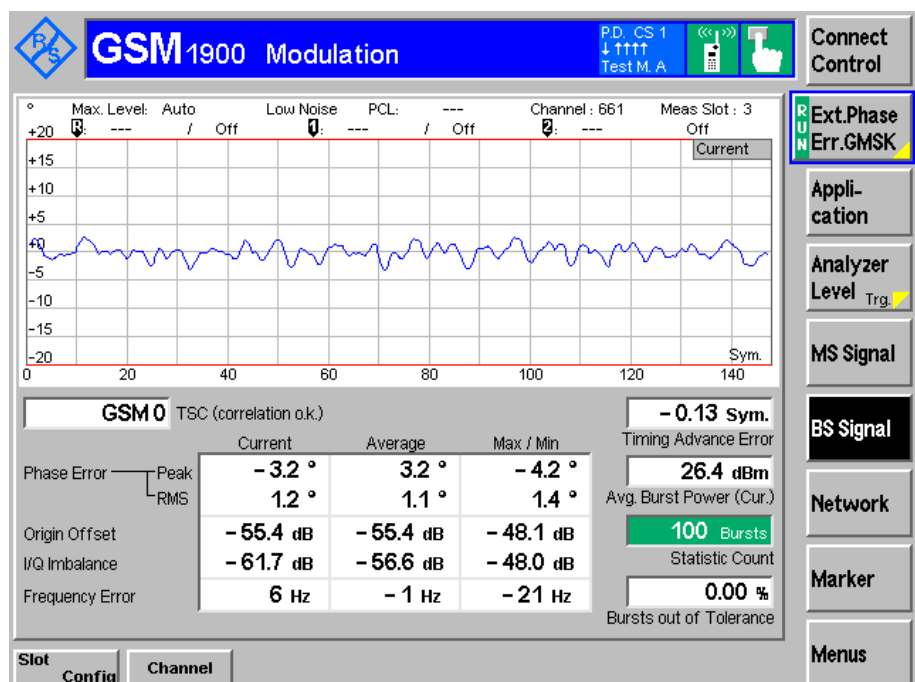 R&S
GSM1900 Modulation
P.D. CS 1
↓ ↑↑↑↑
Test M. A
Connect
Control
° Max. Level: Auto Low Noise PCL: --- Channel : 661 Meas Slot : 3
R: --- / Off 1: --- / Off 2: --- Off
Current
+20
+15
+10
+5
+0
-5
-10
-15
-20
Sym.
0 20 40 60 80 100 120 140
RUN
Ext.Phase
Err.GMSK
Appli-
cation
Analyzer
Level Trg.
MS Signal
BS Signal
Network
Marker
Menus
GSM 0 TSC (correlation o.k.)
Current Average Max / Min
Phase Error Peak – 3.2 ° 3.2 ° – 4.2 °
RMS 1.2 ° 1.1 ° 1.4 °
Origin Offset – 55.4 dB – 55.4 dB – 48.1 dB
I/Q Imbalance – 61.7 dB – 56.6 dB – 48.0 dB
Frequency Error 6 Hz – 1 Hz – 21 Hz
– 0.13 Sym.
Timing Advance Error
26.4 dBm
Avg. Burst Power (Cur.)
100 Bursts
Statistic Count
0.00 %
Bursts out of Tolerance
Slot
Config
Channel